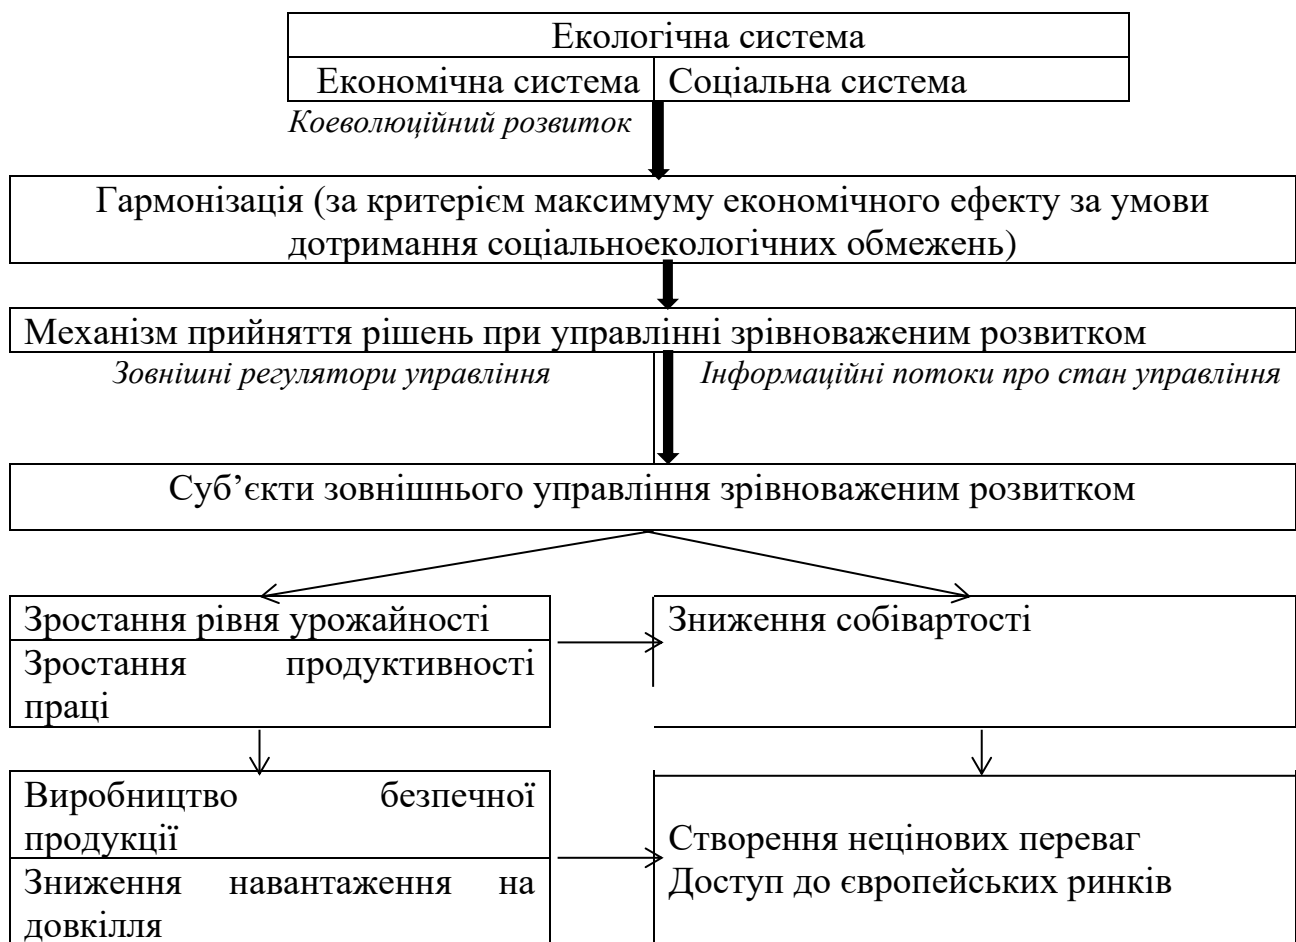 Екологічна система
Економічна система
Соціальна система
Коеволюційний розвиток
Гармонізація (за критерієм максимуму економічного ефекту за умови
дотримання соціальноекологічних обмежень)
Механізм прийняття рішень при управлінні зрівноваженим розвитком
Зовнішні регулятори управління
Інформаційні потоки про стан управління
Суб’єкти зовнішнього управління зрівноваженим розвитком
Зростання рівня урожайності
Зростання продуктивності
праці
Зниження собівартості
Виробництво безпечної
продукції
Зниження навантаження на
довкілля
Створення нецінових переваг
Доступ до європейських ринків